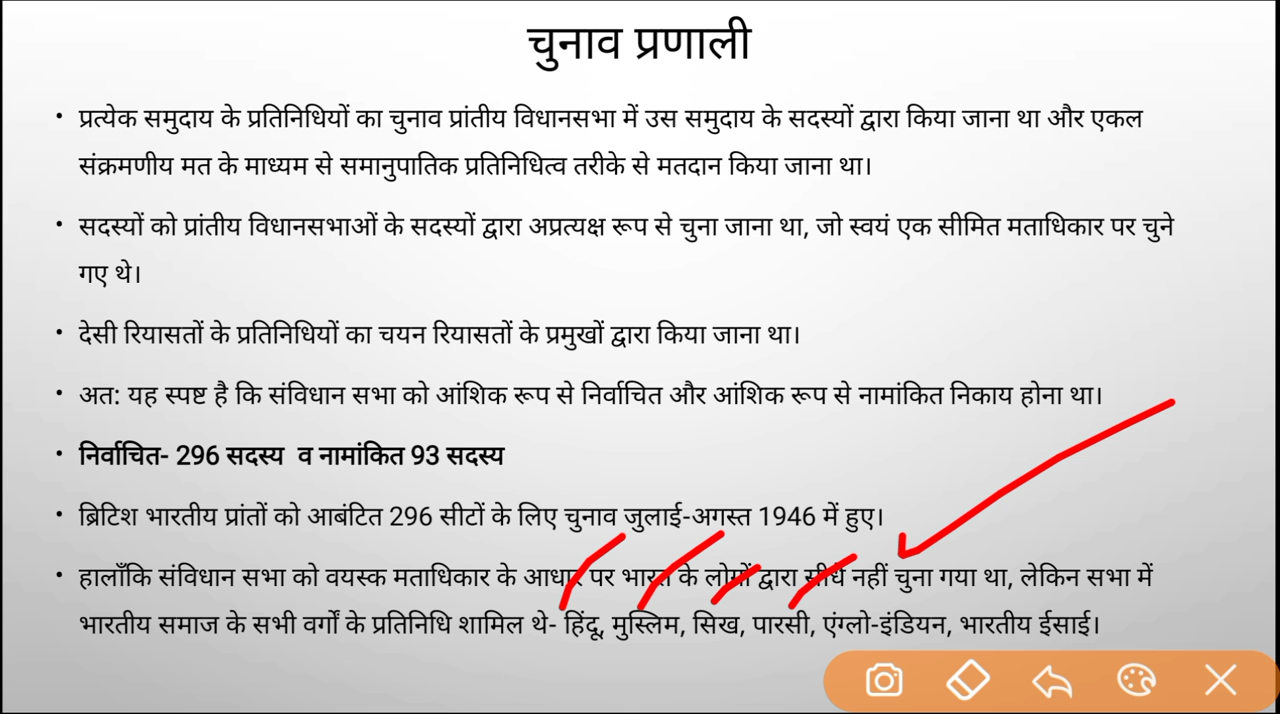 चुनाव प्रणाली
• प्रत्येक समुदाय के प्रतिनिधियों का चुनाव प्रांतीय विधानसभा में उस समुदाय के सदस्यों द्वारा किया जाना था और एकल
संक्रमणीय मत के माध्यम से समानुपातिक प्रतिनिधित्व तरीके से मतदान किया जाना था।
• सदस्यों को प्रांतीय विधानसभाओं के सदस्यों द्वारा अप्रत्यक्ष रूप से चुना जाना था, जो स्वयं एक सीमित मताधिकार पर चुने
गए थे।
• देसी रियासतों के प्रतिनिधियों का चयन रियासतों के प्रमुखों द्वारा किया जाना था।
• अत: यह स्पष्ट है कि संविधान सभा को आंशिक रूप से निर्वाचित और आंशिक रूप से नामांकित निकाय होना था।
• निर्वाचित- 296 सदस्य व नामांकित 93 सदस्य
• ब्रिटिश भारतीय प्रांतों को आबंटित 296 सीटों के लिए चुनाव जुलाई-अगस्त 1946 में हुए।
• हालाँकि संविधान सभा को वयस्क मताधिकार के आधार पर भारत के लोगों द्वारा सीधे नहीं चुना गया था, लेकिन सभा में
भारतीय समाज के सभी वर्गों के प्रतिनिधि शामिल थे- हिंदू, मुस्लिम, सिख, पारसी, एंग्लो-इंडियन, भारतीय ईसाई।